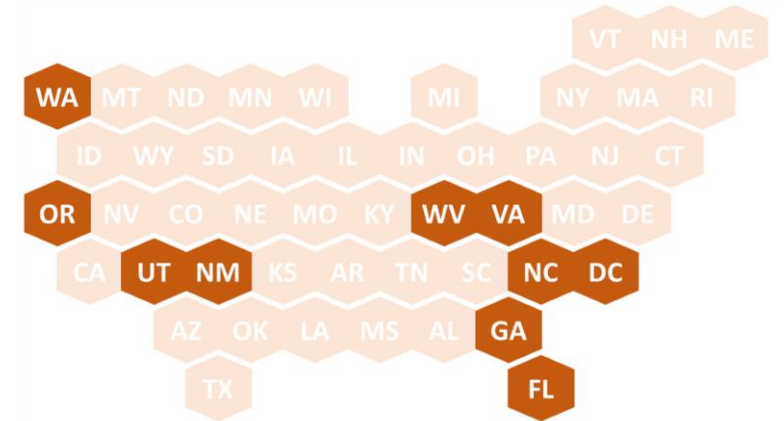 VT NH ME
WA MT ND MN WI MI NY MA RI
ID WY SD IA IL IN OH PA NJ CT
OR NV CO NE MO KY WV VA MD DE
CA UT NM KS AR TN SC NC DC
AZ OK LA MS AL GA
TX FL